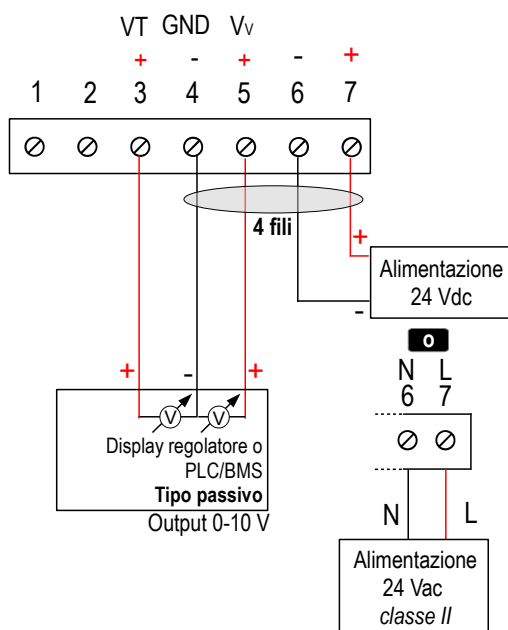 VT GND Vv
+ - + - +
1 2 3 4 5 6 7
4 fili
+
Alimentazione
24 Vdc
-
o
N L
6 7
+ - +
V V
Display regolatore o
PLC/BMS
Tipo passivo
Output 0-10 V
N L
Alimentazione
24 Vac
classe II